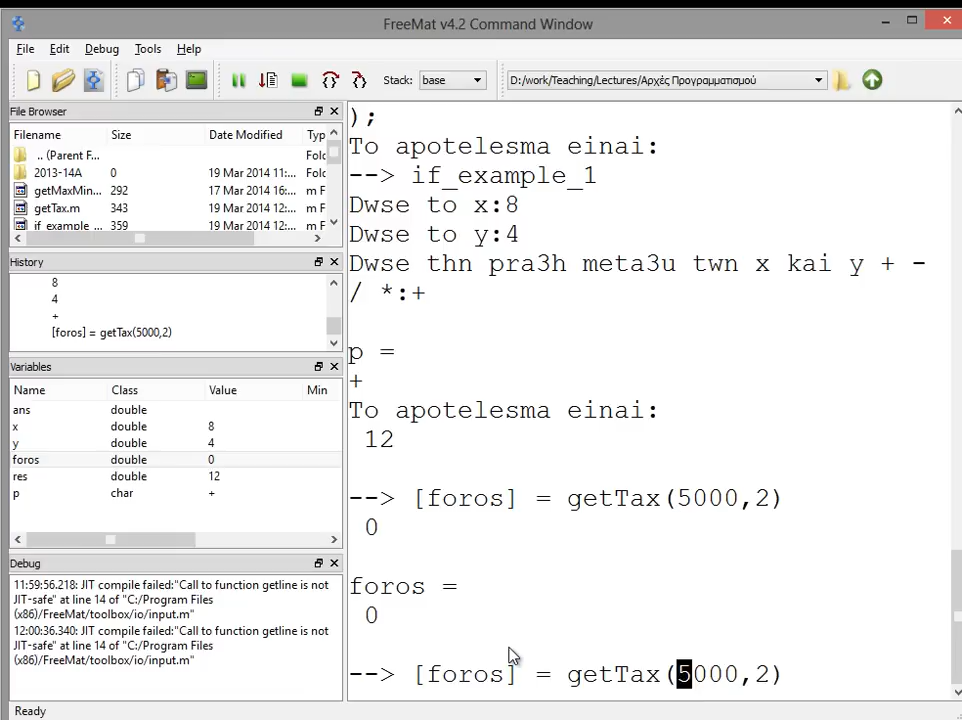 FreeMat v4.2 Command Window
File Edit Debug Tools Help
Stack: base D:/work/Teaching/Lectures/Αρχές Προγραμματισμού
File Browser
Filename Size Date Modified Typ
.. (Parent F... Folc
2013-14A 0 19 Mar 2014 11:... Folc
getMaxMin... 292 17 Mar 2014 16:... m F
getTax.m 343 19 Mar 2014 12:... m F
if_example_... 359 19 Mar 2014 12:... m F
History
8
4
+
[foros] = getTax(5000,2)
Variables
Name Class Value Min
ans double
x double 8
y double 4
foros double 0
res double 12
p char +
Debug
11:59:56.218: JIT compile failed:"Call to function getline is not
JIT-safe" at line 14 of "C:/Program Files
(x86)/FreeMat/toolbox/io/input.m"
12:00:36.340: JIT compile failed:"Call to function getline is not
JIT-safe" at line 14 of "C:/Program Files
(x86)/FreeMat/toolbox/io/input.m"
);
To apotelesma einai:
--> if_example_1
Dwse to x:8
Dwse to y:4
Dwse thn pra3h meta3u twn x kai y + -
/ *:+
p =
+
To apotelesma einai:
12
--> [foros] = getTax(5000,2)
0
foros =
0
--> [foros] = getTax(5000,2)
Ready